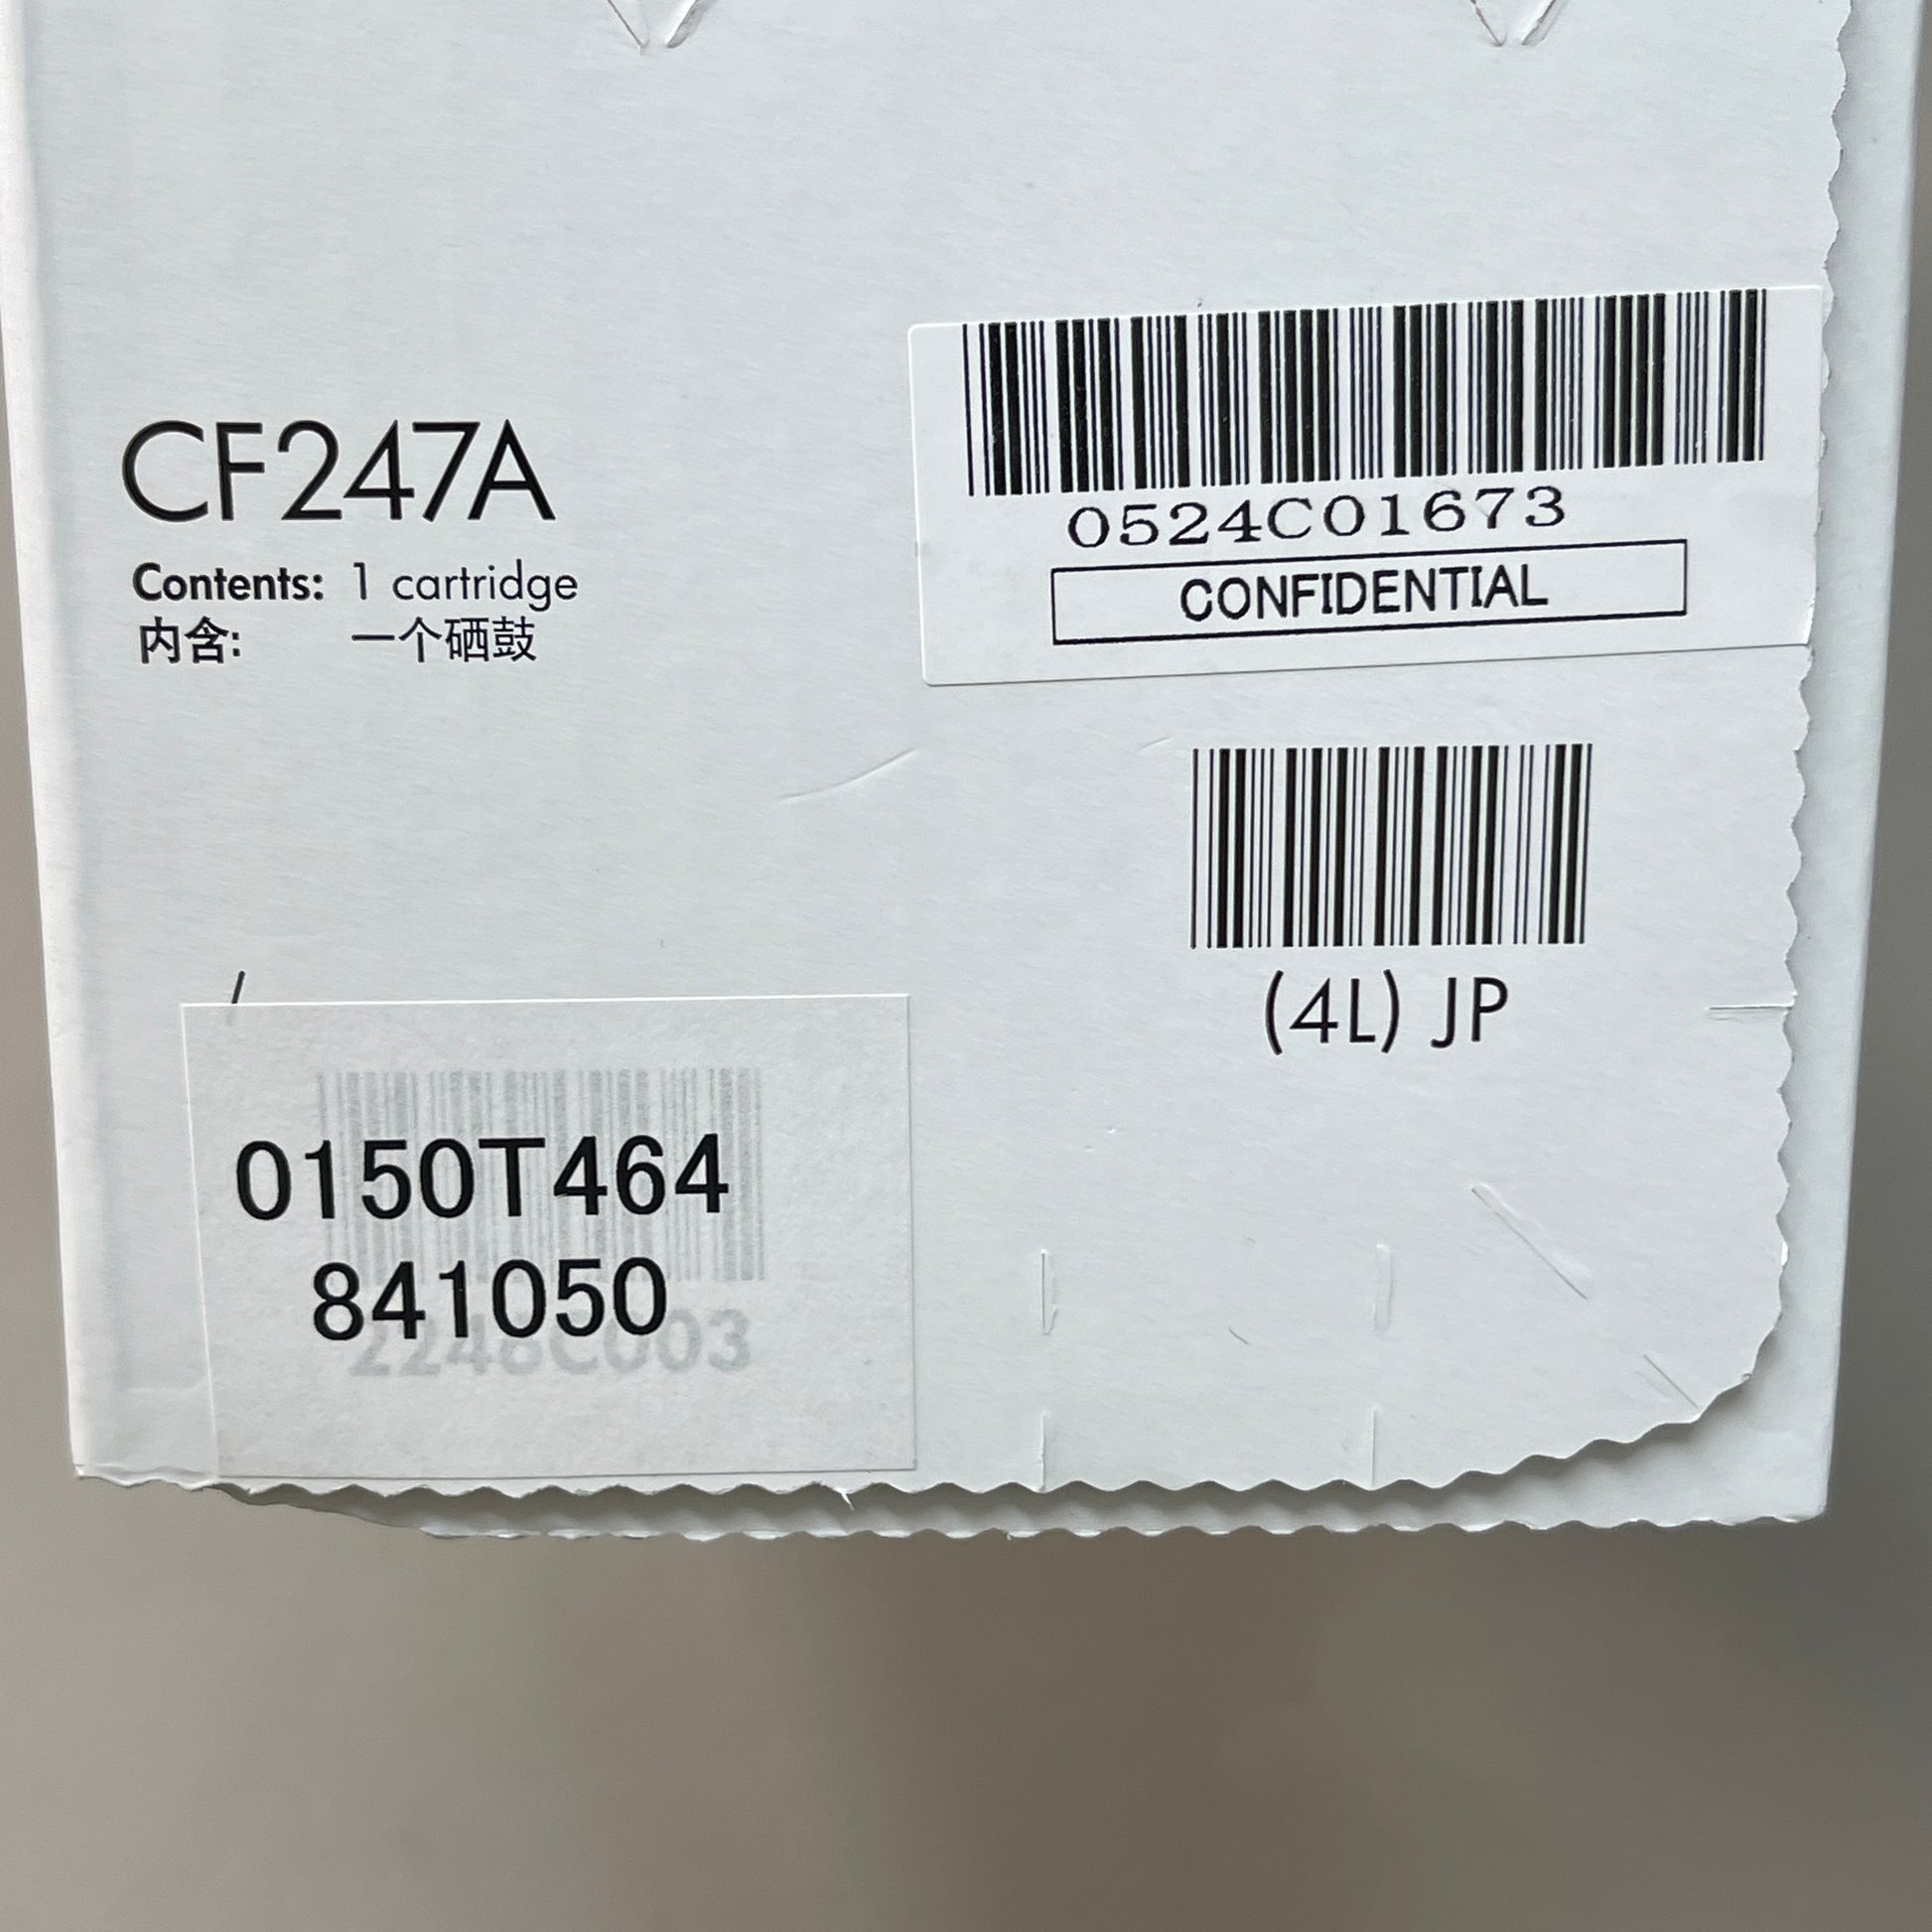 CF247A
Contents: 1 cartridge
内含: 一个硒鼓
0524C01673
CONFIDENTIAL
(4L) JP
0150T464
841050